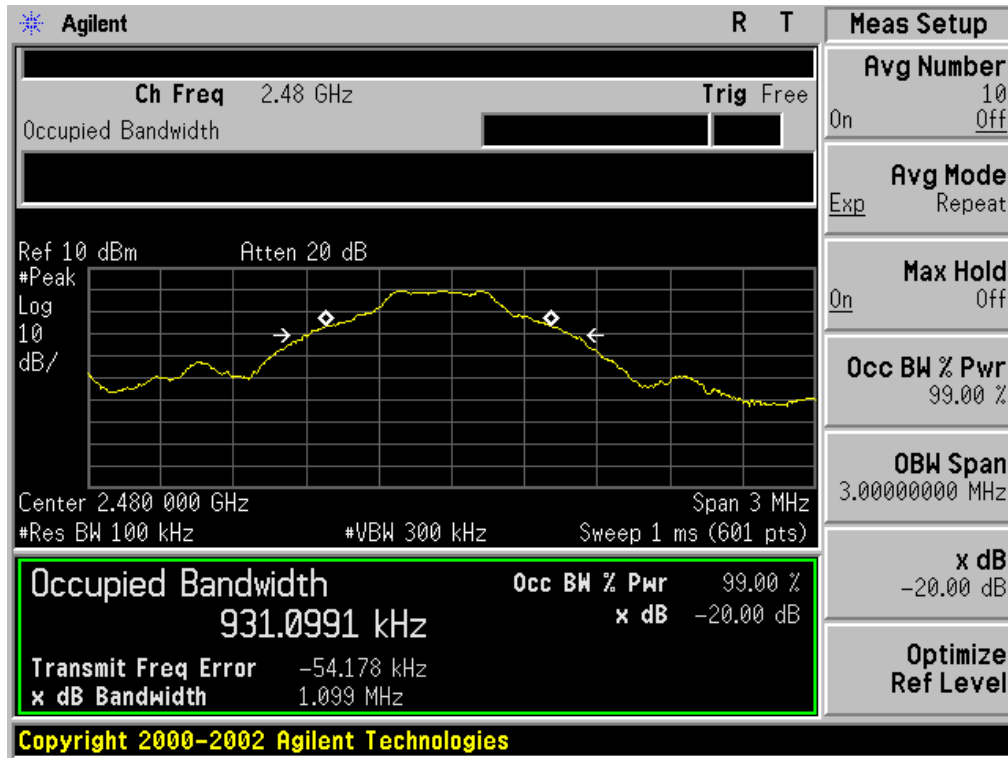 Agilent R T
Ch Freq 2.48 GHz Trig Free
Occupied Bandwidth
Ref 10 dBm Atten 20 dB
#Peak
Log
10
dB/
Center 2.480 000 GHz Span 3 MHz
#Res BW 100 kHz #VBW 300 kHz Sweep 1 ms (601 pts)
Occupied Bandwidth
931.0991 kHz
Occ BW % Pwr 99.00 %
x dB -20.00 dB
Transmit Freq Error -54.178 kHz
x dB Bandwidth 1.099 MHz
Copyright 2000-2002 Agilent Technologies
Meas Setup
Avg Number
10
On Off
Avg Mode
Exp Repeat
Max Hold
On Off
Occ BW % Pwr
99.00 %
OBW Span
3.00000000 MHz
x dB
-20.00 dB
Optimize
Ref Level